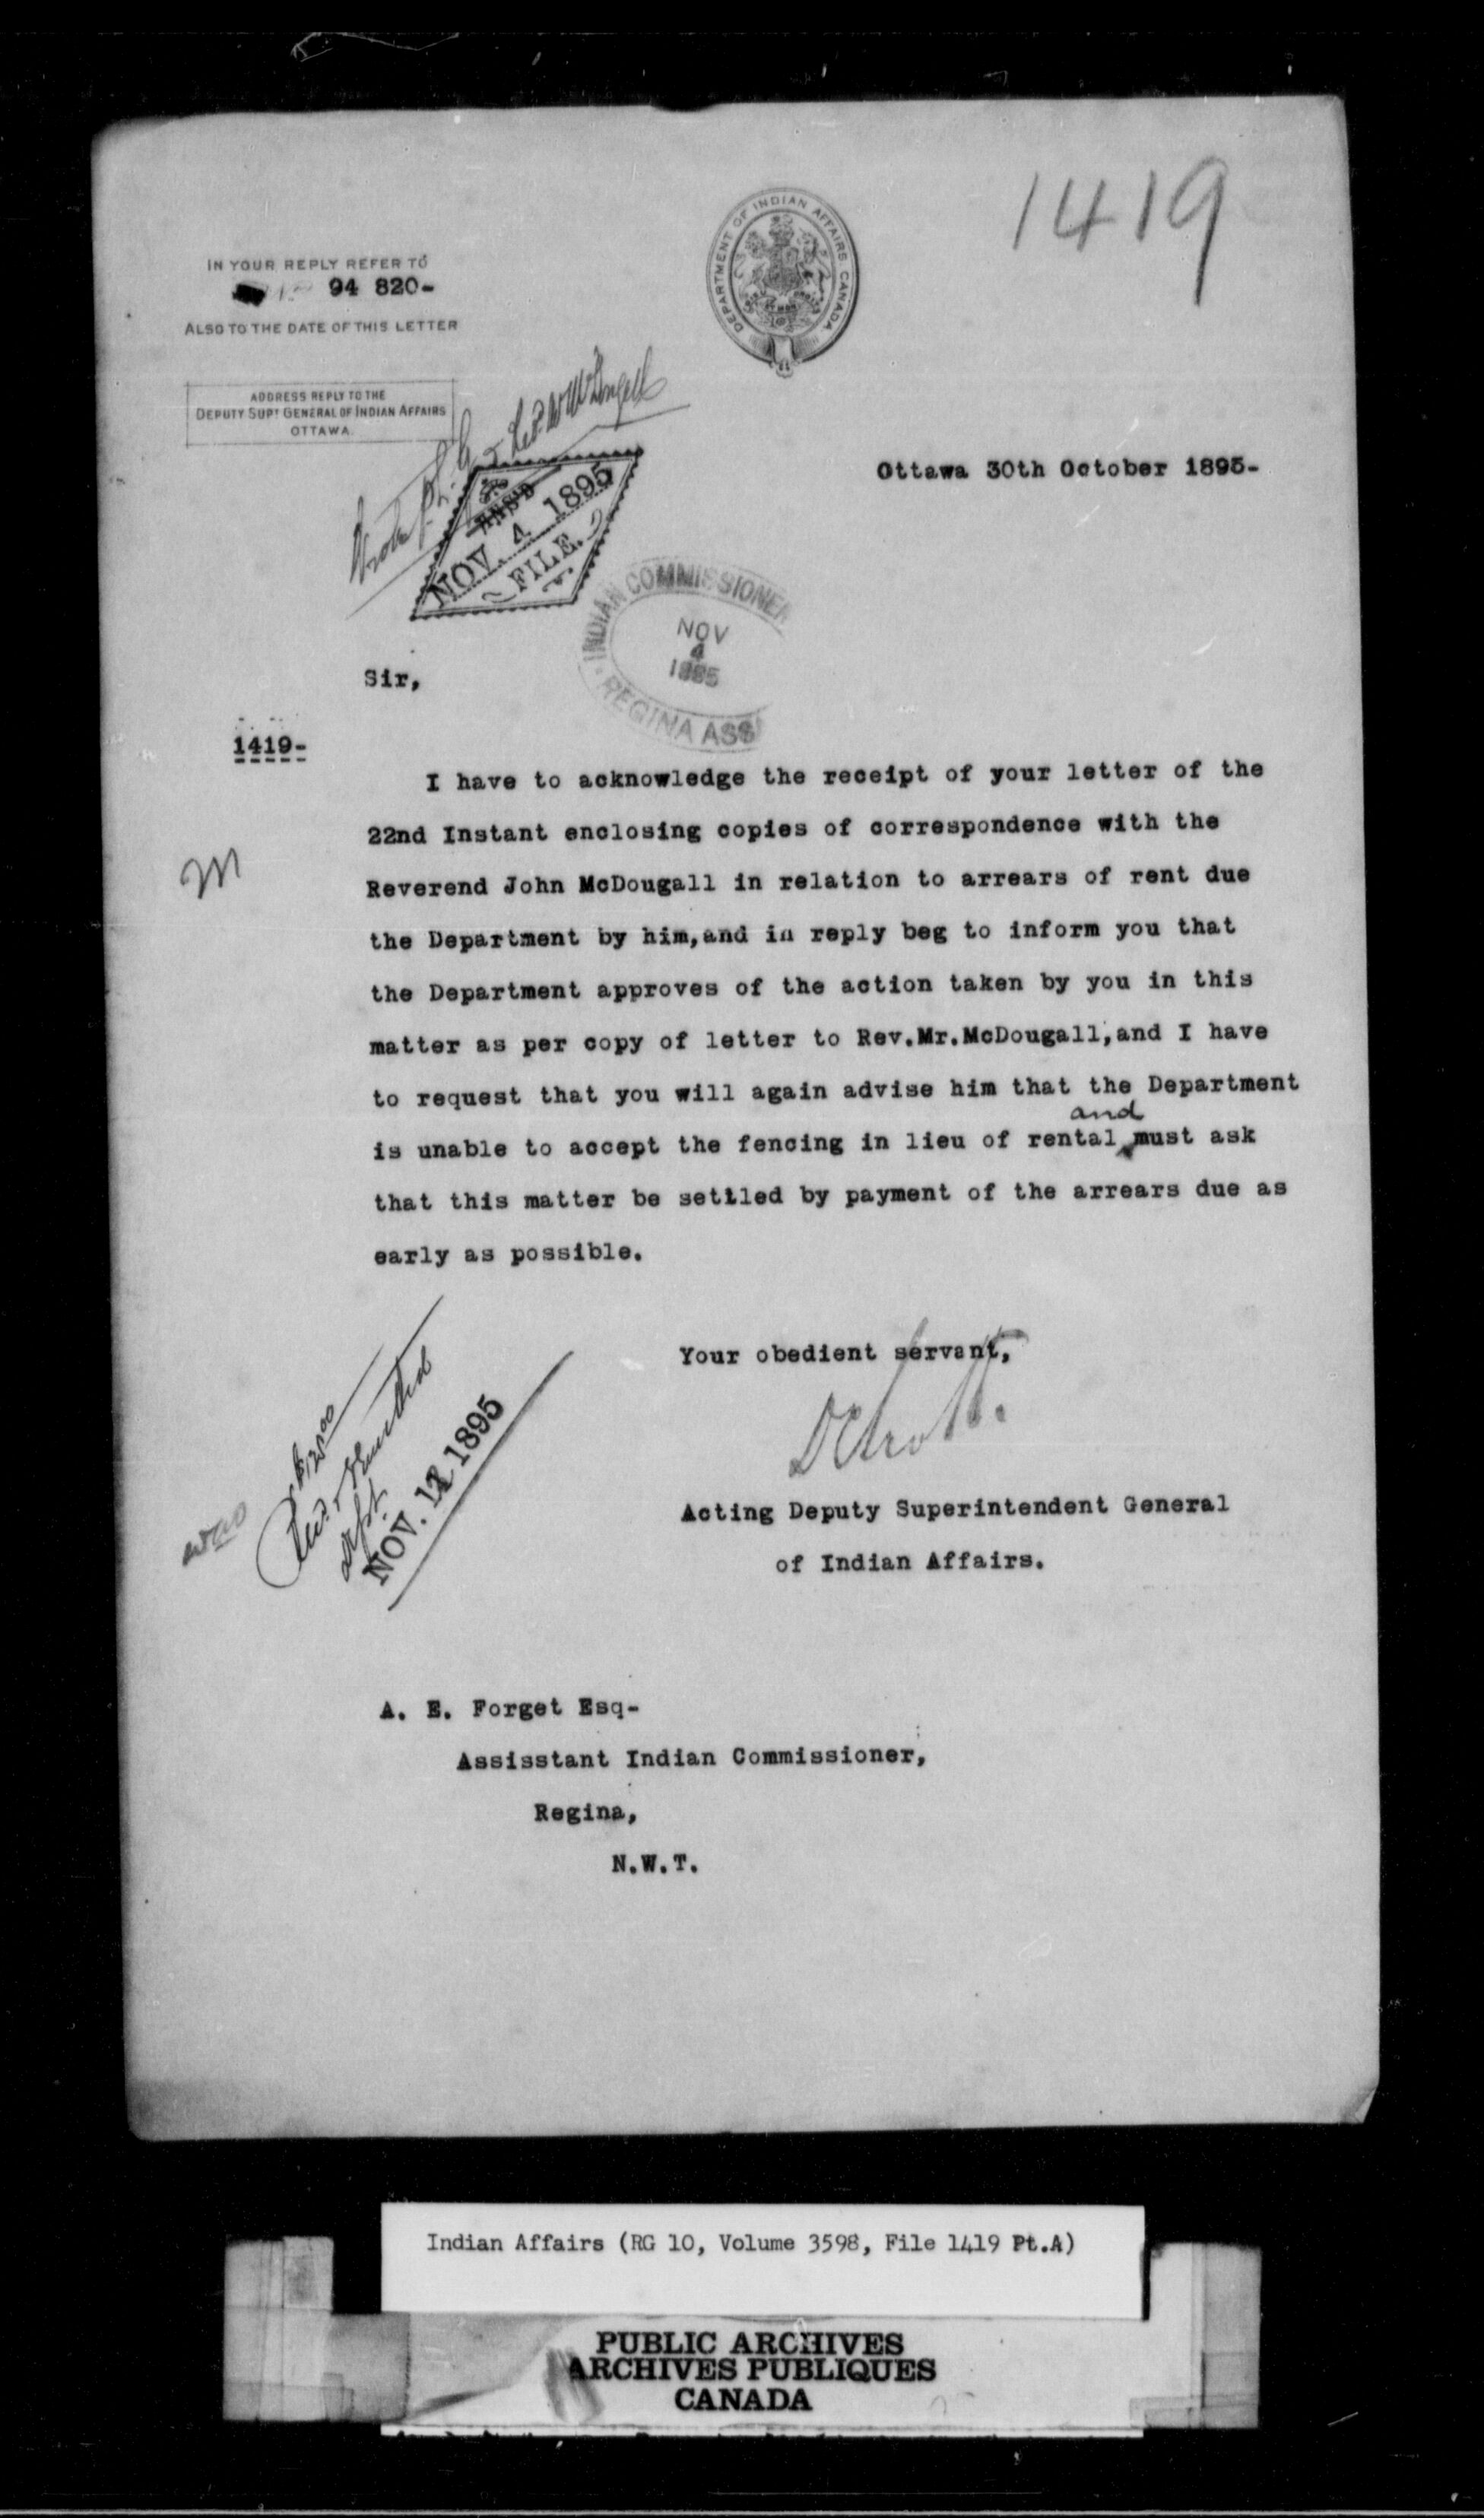 1419
DEPARTMENT OF INDIAN AFFAIRS CANADA
IN YOUR REPLY REFER TO
94 820-
ALSO TO THE DATE OF THIS LETTER
ADDRESS REPLY TO THE
DEPUTY SUPT GENERAL OF INDIAN AFFAIRS
OTTAWA.
Ottawa 30th October 1895-
ANS'D
NOV. 4 1895
FILE.
INDIAN COMMISSIONER
NOV
4
1895
REGINA ASS
Sir,
1419-
M
I have to acknowledge the receipt of your letter of the
22nd Instant enclosing copies of correspondence with the
Reverend John McDougall in relation to arrears of rent due
the Department by him,and in reply beg to inform you that
the Department approves of the action taken by you in this
matter as per copy of letter to Rev.Mr.McDougall,and I have
to request that you will again advise him that the Department
is unable to accept the fencing in lieu of rental and must ask
that this matter be settled by payment of the arrears due as
early as possible.
Your obedient servant,
Acting Deputy Superintendent General
of Indian Affairs.
NOV. 12 1895
A. E. Forget Esq-
Assisstant Indian Commissioner,
Regina,
N.W.T.
Indian Affairs (RG 10, Volume 3598, File 1419 Pt.A)
PUBLIC ARCHIVES
ARCHIVES PUBLIQUES
CANADA